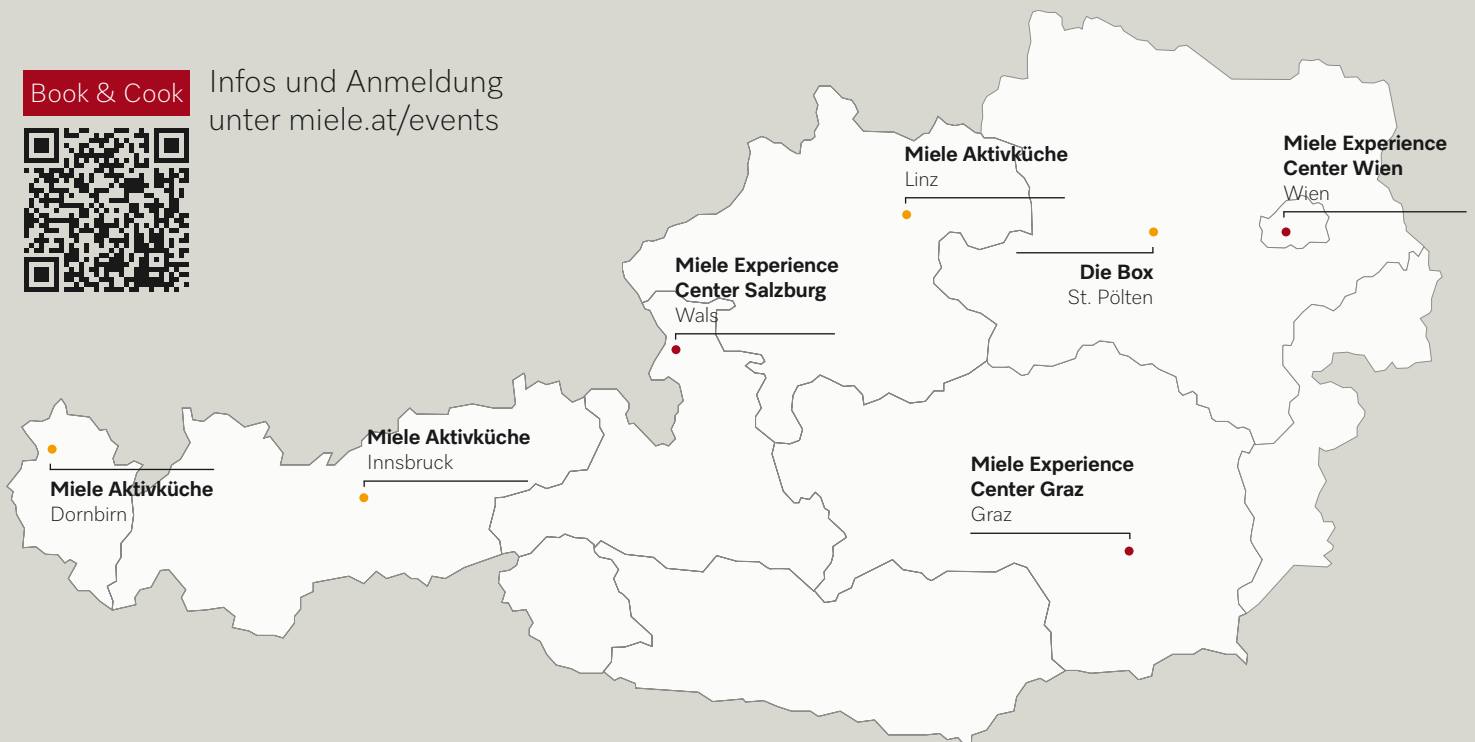 Book & Cook
Infos und Anmeldung
unter miele.at/events
Miele Aktivküche
Linz
Miele Experience
Center Wien
Wien
Die Box
St. Pölten
Miele Experience
Center Salzburg
Wals
Miele Aktivküche
Innsbruck
Miele Aktivküche
Dornbirn
Miele Experience
Center Graz
Graz